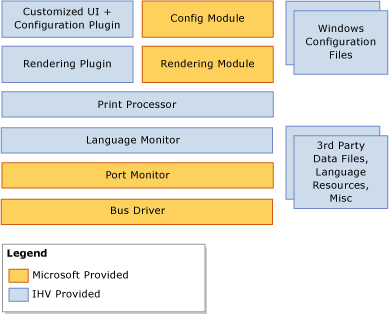 Customized UI +
Configuration Plugin
Config Module
Windows
Configuration
Files
Rendering Plugin
Rendering Module
Print Processor
Language Monitor
3rd Party
Data Files,
Language
Resources,
Misc
Port Monitor
Bus Driver
Legend
Microsoft Provided
IHV Provided